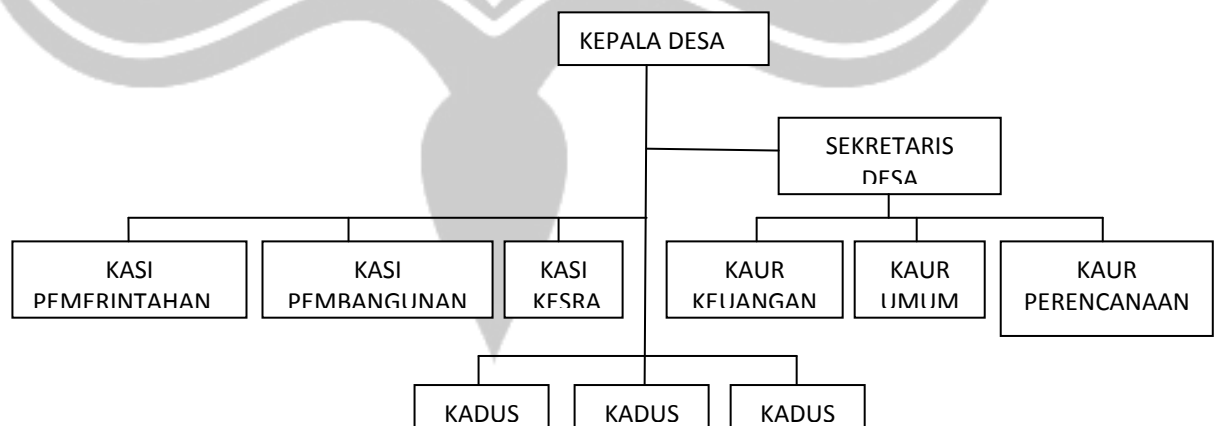 KEPALA DESA
SEKRETARIS
DESA
KASI
PEMERINTAHAN
KASI
PEMBANGUNAN
KASI
KESRA
KAUR
KEUANGAN
KAUR
UMUM
KAUR
PERENCANAAN
KADUS
KADUS
KADUS